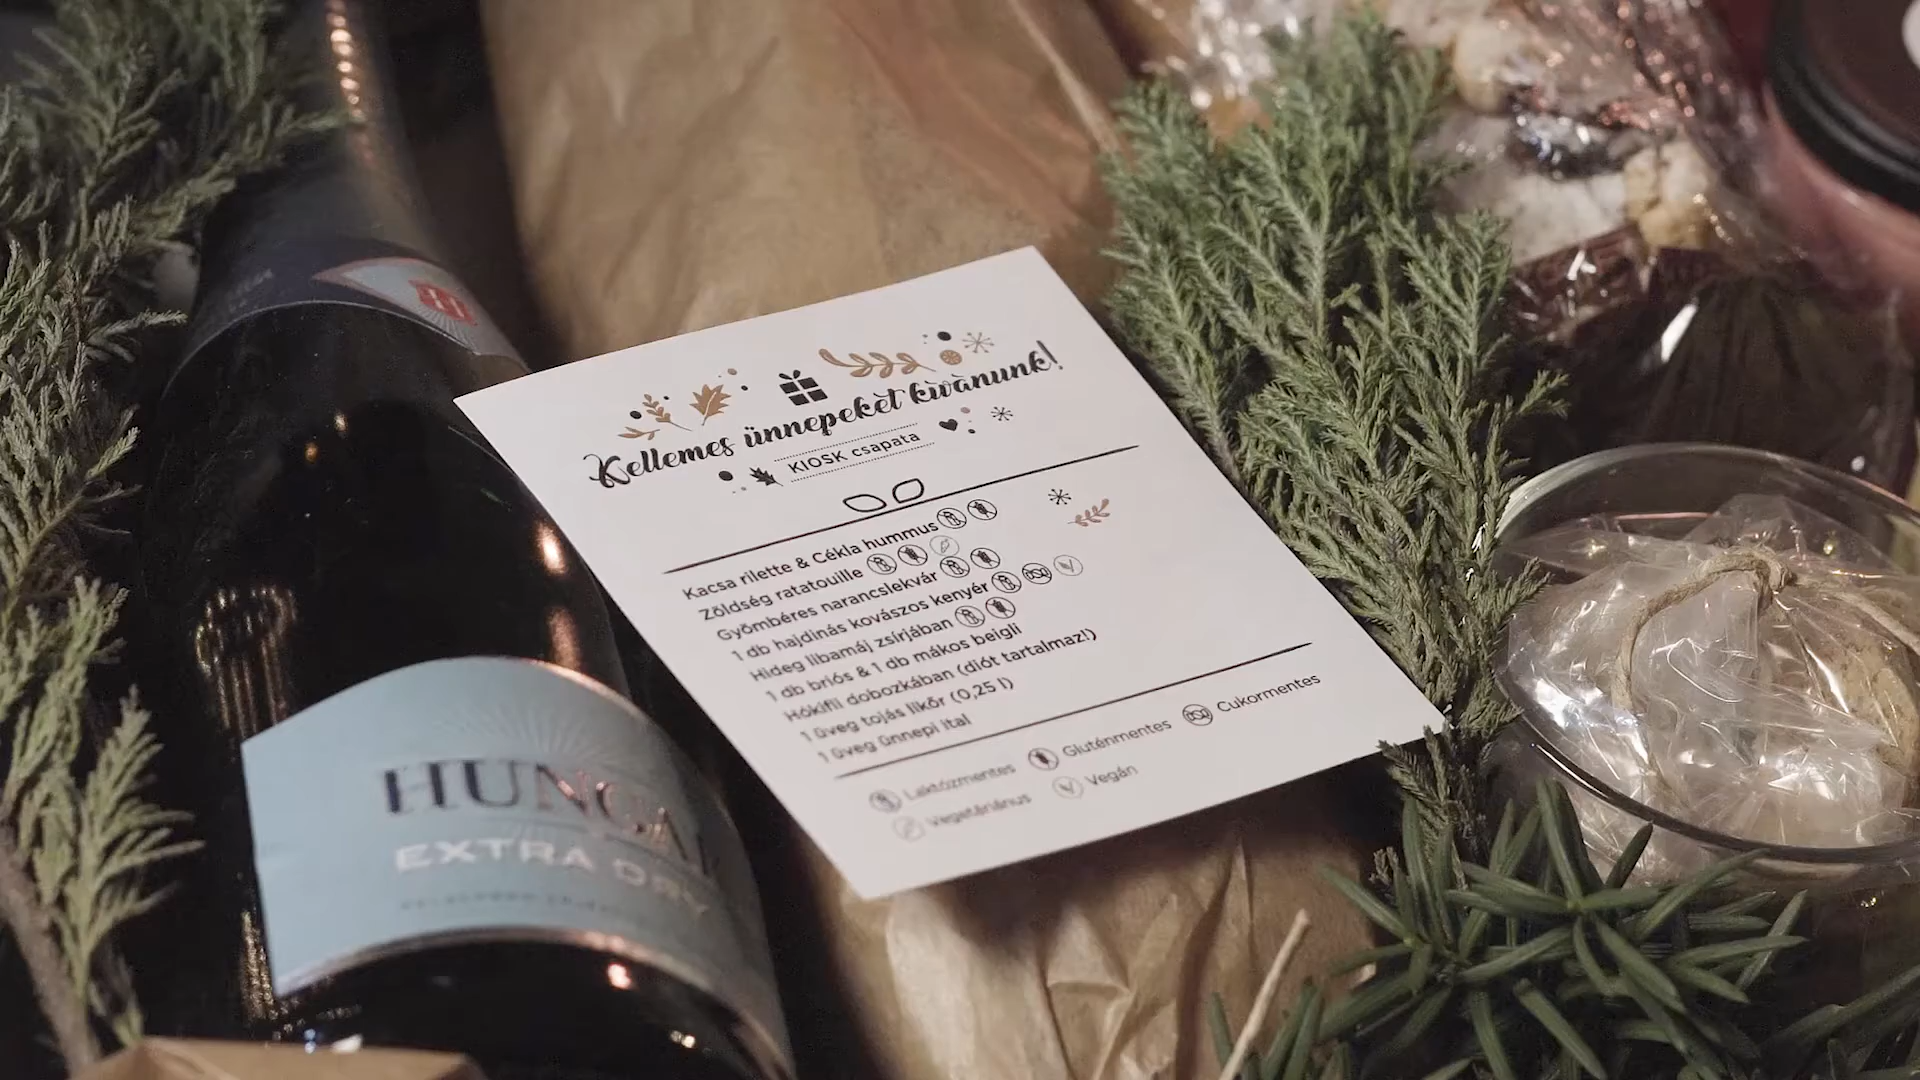 Kellemes ünnepeket kívánunk!
KIOSK csapata
Kacsa rilette & Cékla hummus
Zöldség ratatouille
Gyömbéres narancslekvár
1 db hajdinás kovászos kenyér
Hideg libamáj zsírjában
1 db briós & 1 db mákos beigli
Hókifli dobozkában (diót tartalmaz!)
1 üveg tojás likőr (0,25 l)
1 üveg ünnepi ital
Laktózmentes Gluténmentes Cukormentes
Vegetáriánus Vegán
EXTRA DRY